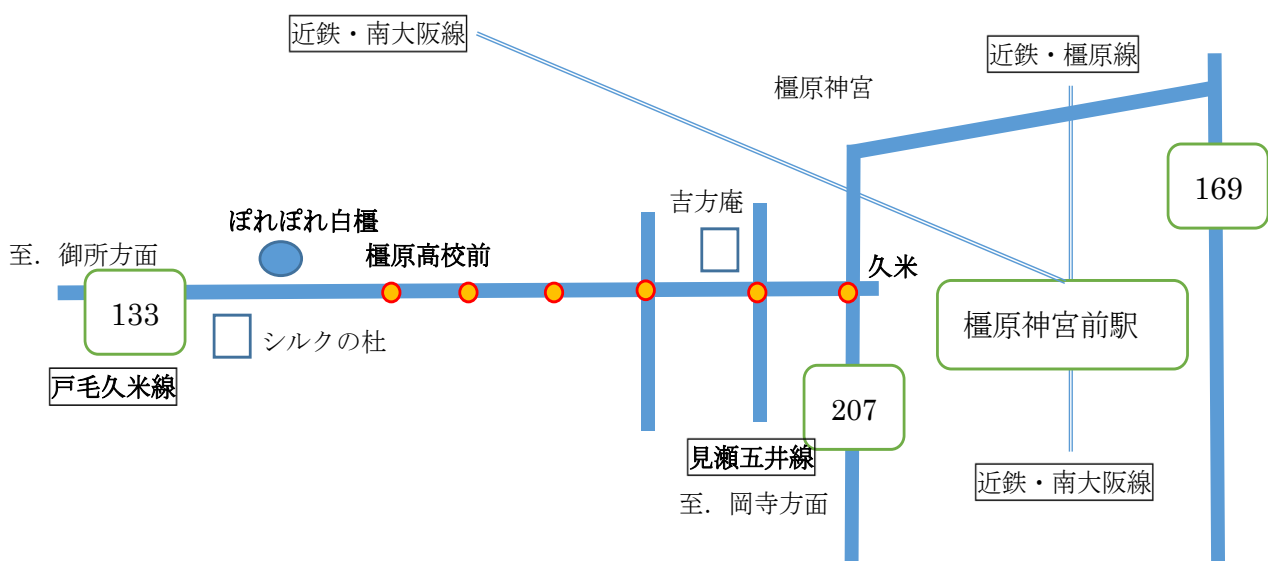 近鉄・南大阪線
近鉄・橿原線
橿原神宮
169
吉方庵
ぽれぽれ白橿
至．御所方面
橿原高校前
久米
133
シルクの杜
橿原神宮前駅
戸毛久米線
207
見瀬五井線
近鉄・南大阪線
至．岡寺方面